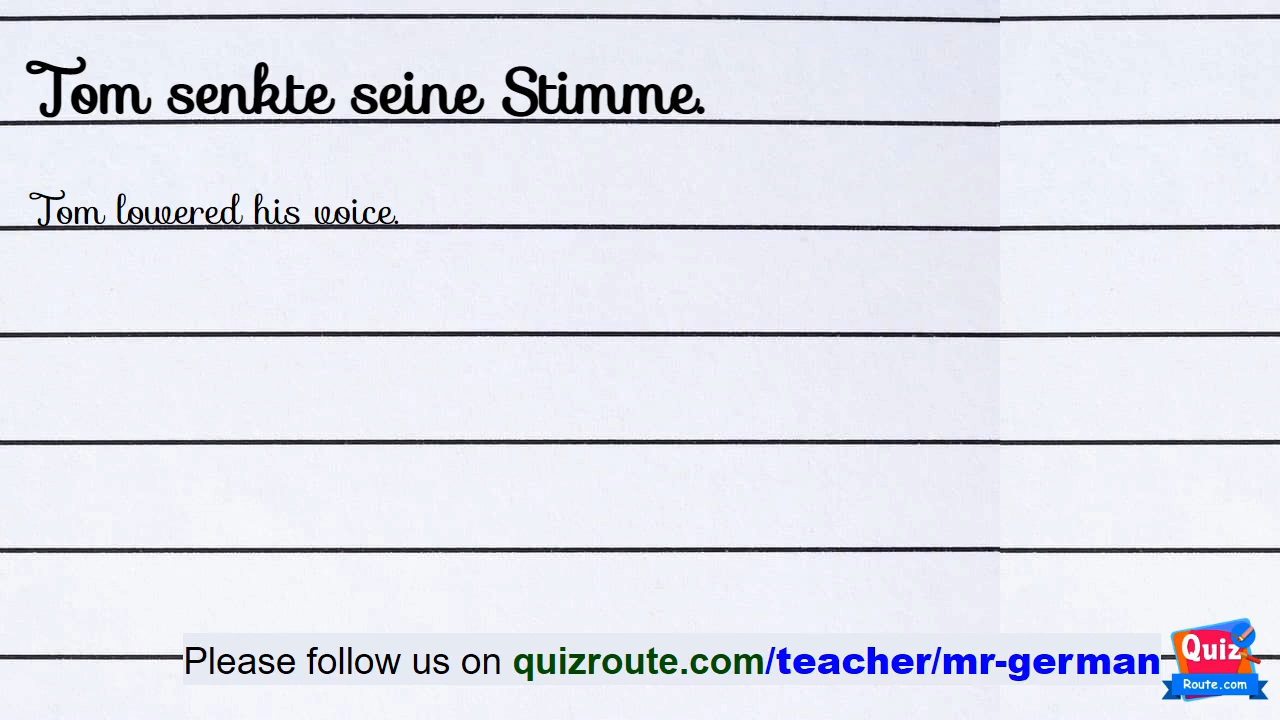 Tom senkte seine Stimme.
Tom lowered his voice.
Please follow us on quizroute.com/teacher/mr-german
Quiz
Route.com